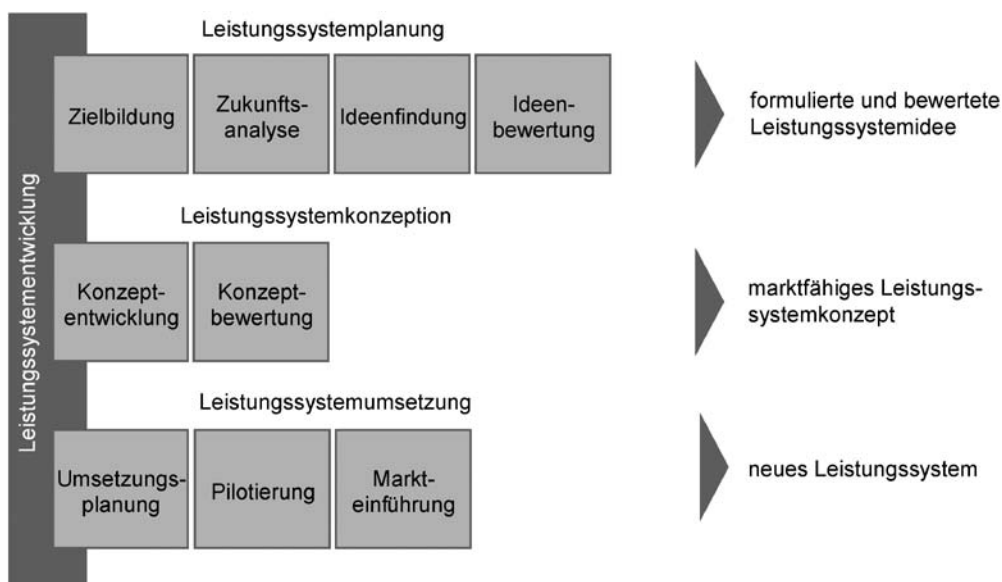 Leistungssystementwicklung
Leistungssystemplanung
Zielbildung
Zukunfts-
analyse
Ideenfindung
Ideen-
bewertung
formulierte und bewertete
Leistungssystemidee
Leistungssystemkonzeption
Konzept-
entwicklung
Konzept-
bewertung
marktfähiges Leistungs-
systemkonzept
Leistungssystemumsetzung
Umsetzungs-
planung
Pilotierung
Markt-
einführung
neues Leistungssystem